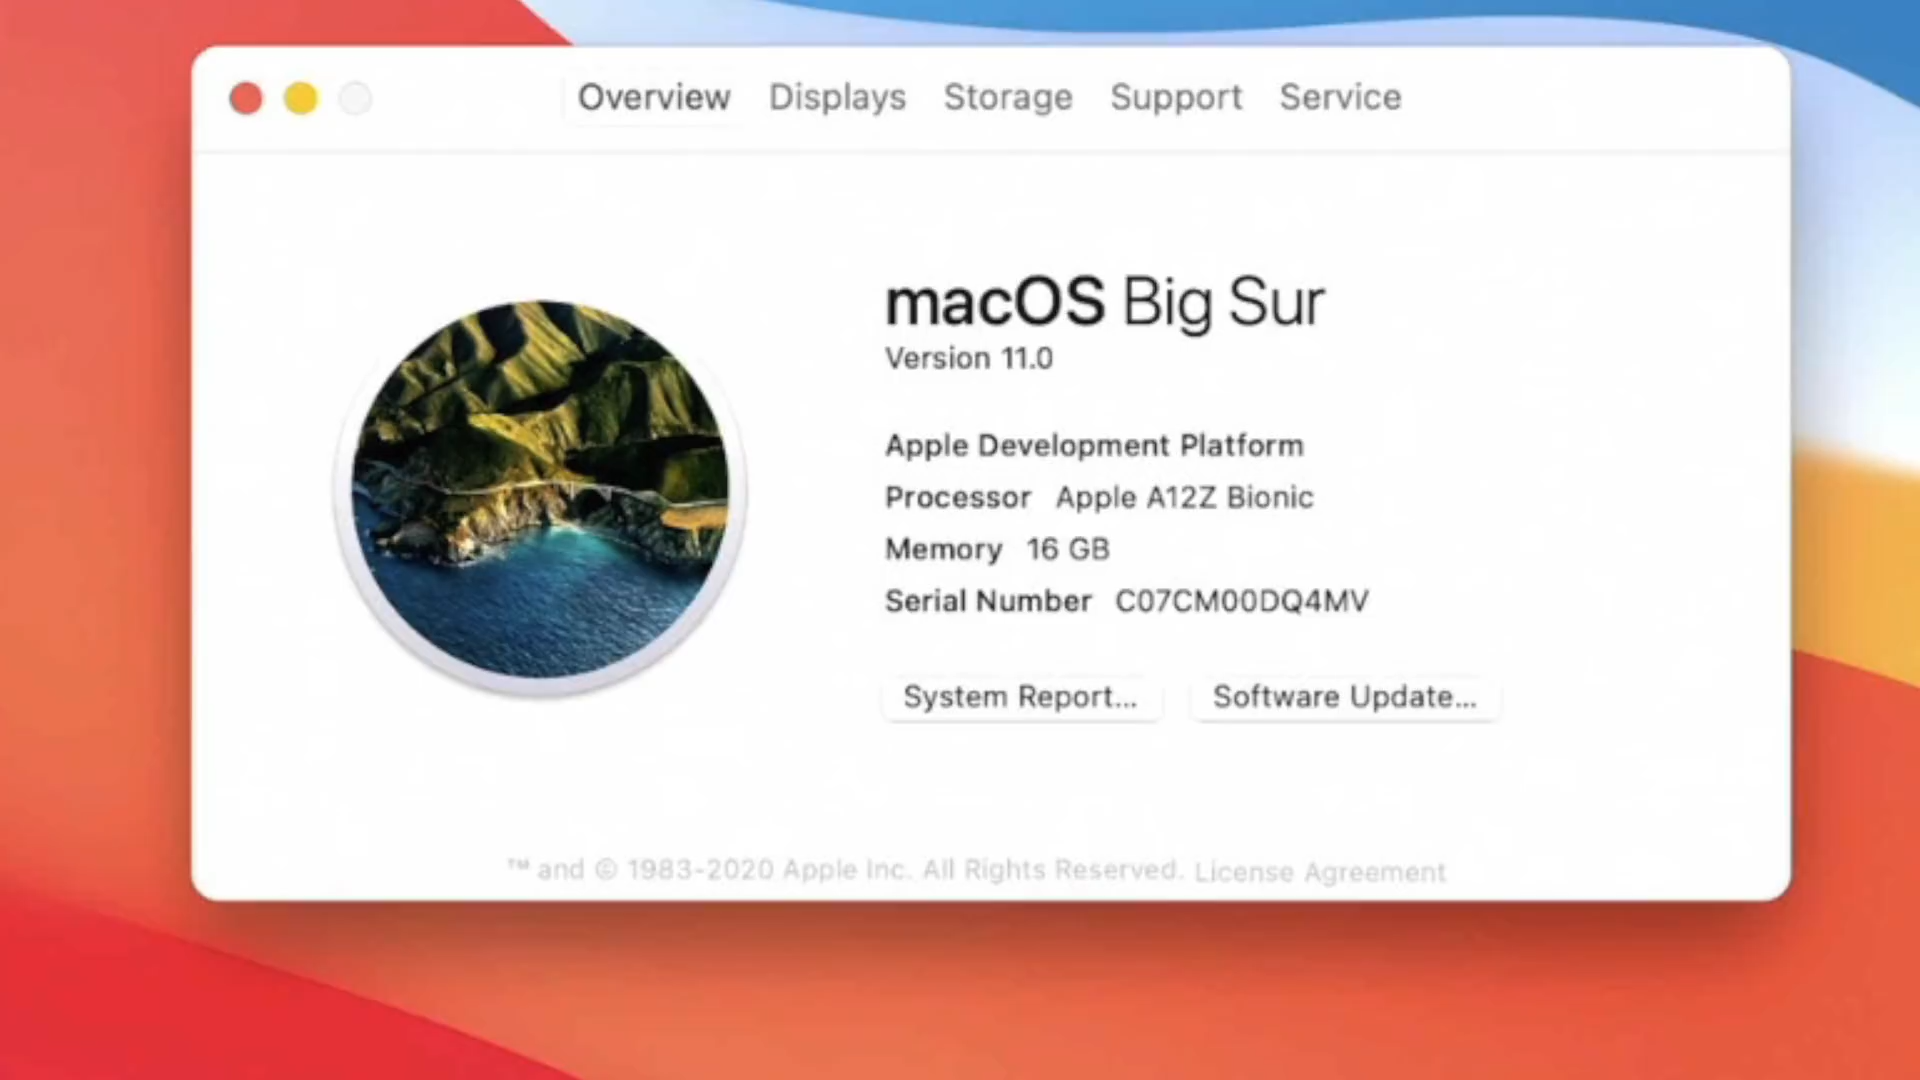 Overview Displays Storage Support Service
macOS Big Sur
Version 11.0
Apple Development Platform
Processor Apple A12Z Bionic
Memory 16 GB
Serial Number C07CM00DQ4MV
System Report... Software Update...
™ and © 1983-2020 Apple Inc. All Rights Reserved. License Agreement